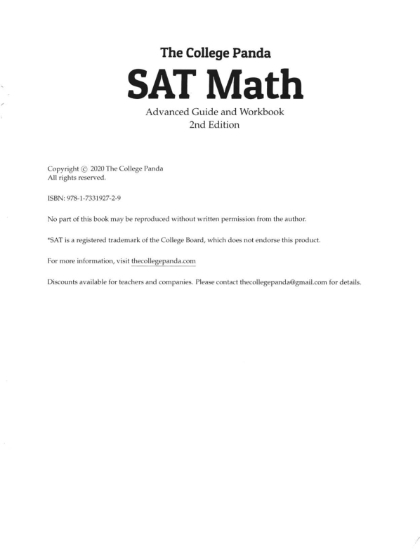 The College Panda
SAT Math
Advanced Guide and Workbook
2nd Edition
Copyright © 2020 The College Panda
All rights reserved.
ISBN: 978-1-7331927-2-9
No part of this book may be reproduced without written permission from the author.
*SAT is a registered trademark of the College Board, which does not endorse this product.
For more information, visit thecollegepanda.com
Discounts available for teachers and companies. Please contact thecollegepanda@gmail.com for details.